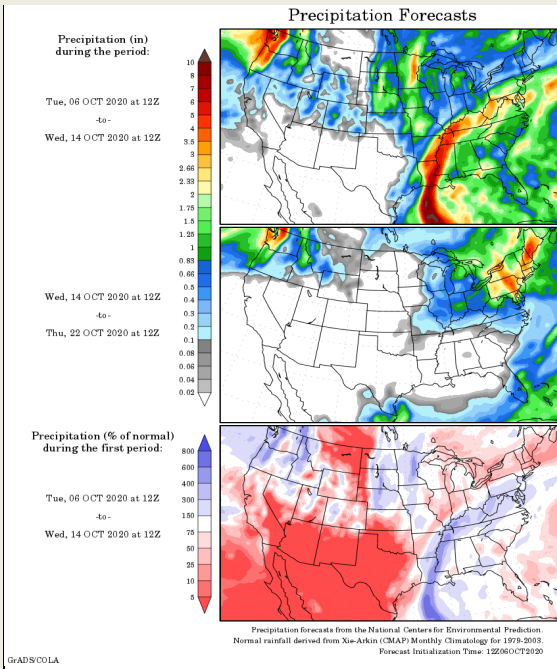 Precipitation Forecasts
Precipitation (in)
during the period:
Tue, 06 OCT 2020 at 12Z
-to-
Wed, 14 OCT 2020 at 12Z
10
8
7
6
5
4
3.5
3
2.66
2.33
2
1.75
1.5
1.25
1
0.83
0.66
0.5
0.4
0.3
0.2
0.1
0.08
0.06
0.04
0.02
Wed, 14 OCT 2020 at 12Z
-to-
Thu, 22 OCT 2020 at 12Z
Precipitation (% of normal)
during the first period:
Tue, 06 OCT 2020 at 12Z
-to-
Wed, 14 OCT 2020 at 12Z
800
600
400
300
150
75
50
25
10
5
Precipitation forecasts from the National Centers for Environmental Prediction.
Normal rainfall derived from Xie-Arkin (CMAP) Monthly Climatology for 1979-2003.
Forecast Initialization Time: 12Z06OCT2020
GrADS/COLA